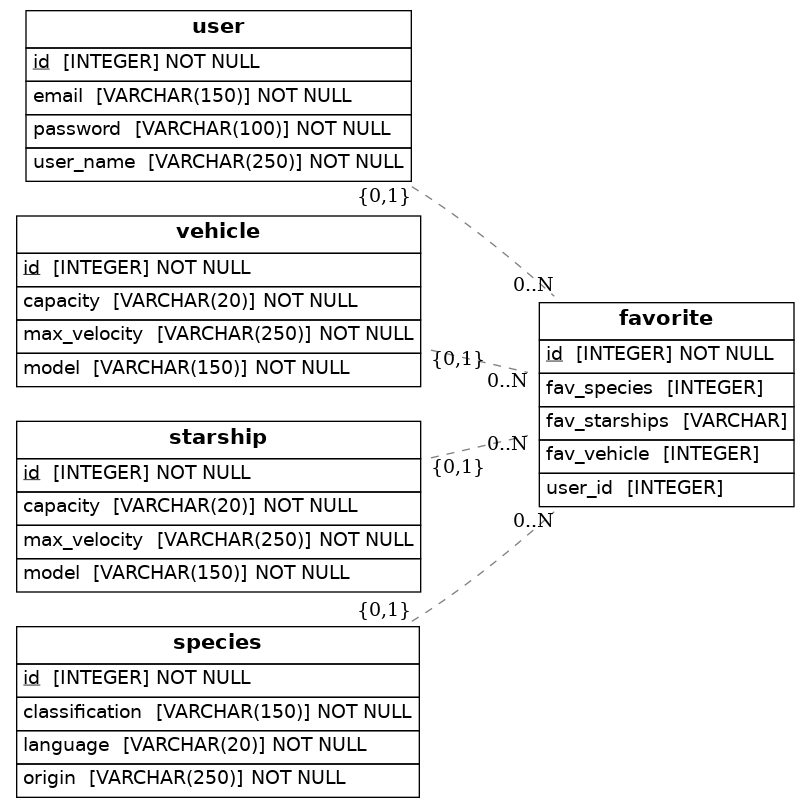 user
id [INTEGER] NOT NULL
email [VARCHAR(150)] NOT NULL
password [VARCHAR(100)] NOT NULL
user_name [VARCHAR(250)] NOT NULL
{0,1}
vehicle
id [INTEGER] NOT NULL
capacity [VARCHAR(20)] NOT NULL
max_velocity [VARCHAR(250)] NOT NULL
model [VARCHAR(150)] NOT NULL
{0,1}
starship
id [INTEGER] NOT NULL
capacity [VARCHAR(20)] NOT NULL
max_velocity [VARCHAR(250)] NOT NULL
model [VARCHAR(150)] NOT NULL
{0,1}
species
id [INTEGER] NOT NULL
classification [VARCHAR(150)] NOT NULL
language [VARCHAR(20)] NOT NULL
origin [VARCHAR(250)] NOT NULL
{0,1}
0..N
0..N
0..N
0..N
favorite
id [INTEGER] NOT NULL
fav_species [INTEGER]
fav_starships [VARCHAR]
fav_vehicle [INTEGER]
user_id [INTEGER]